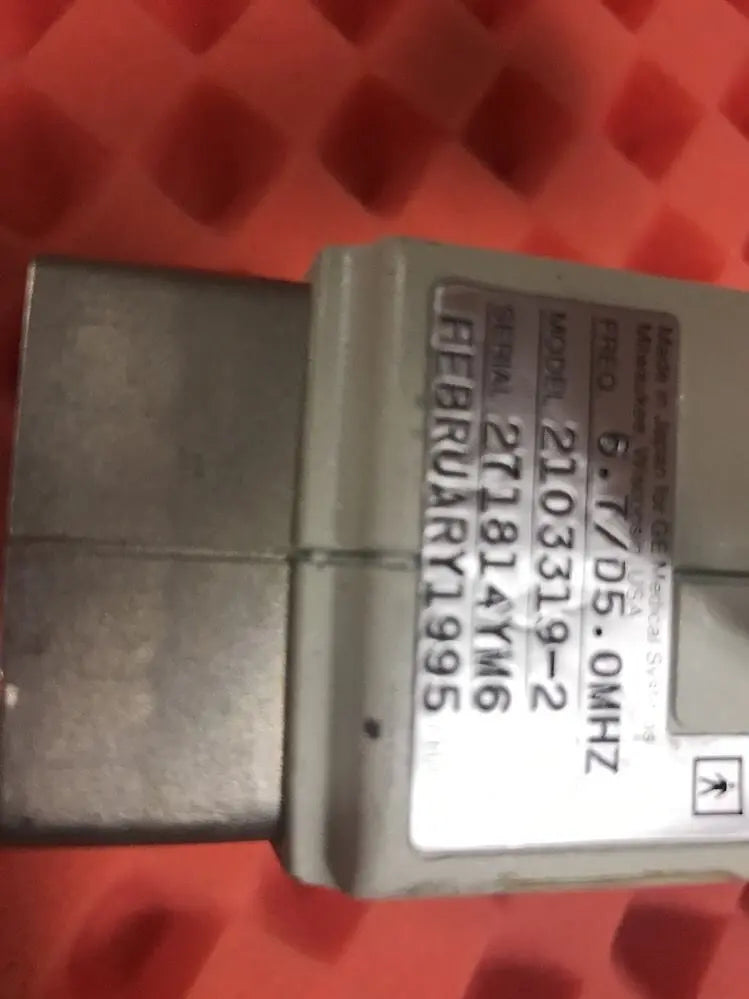 Made in Japan for GE Medical Systems
Milwaukee, Wisconsin USA
FREQ. 6.7/D5.0MHZ
MODEL 2103319-2
SERIAL 271814YM6
FEBRUARY1995